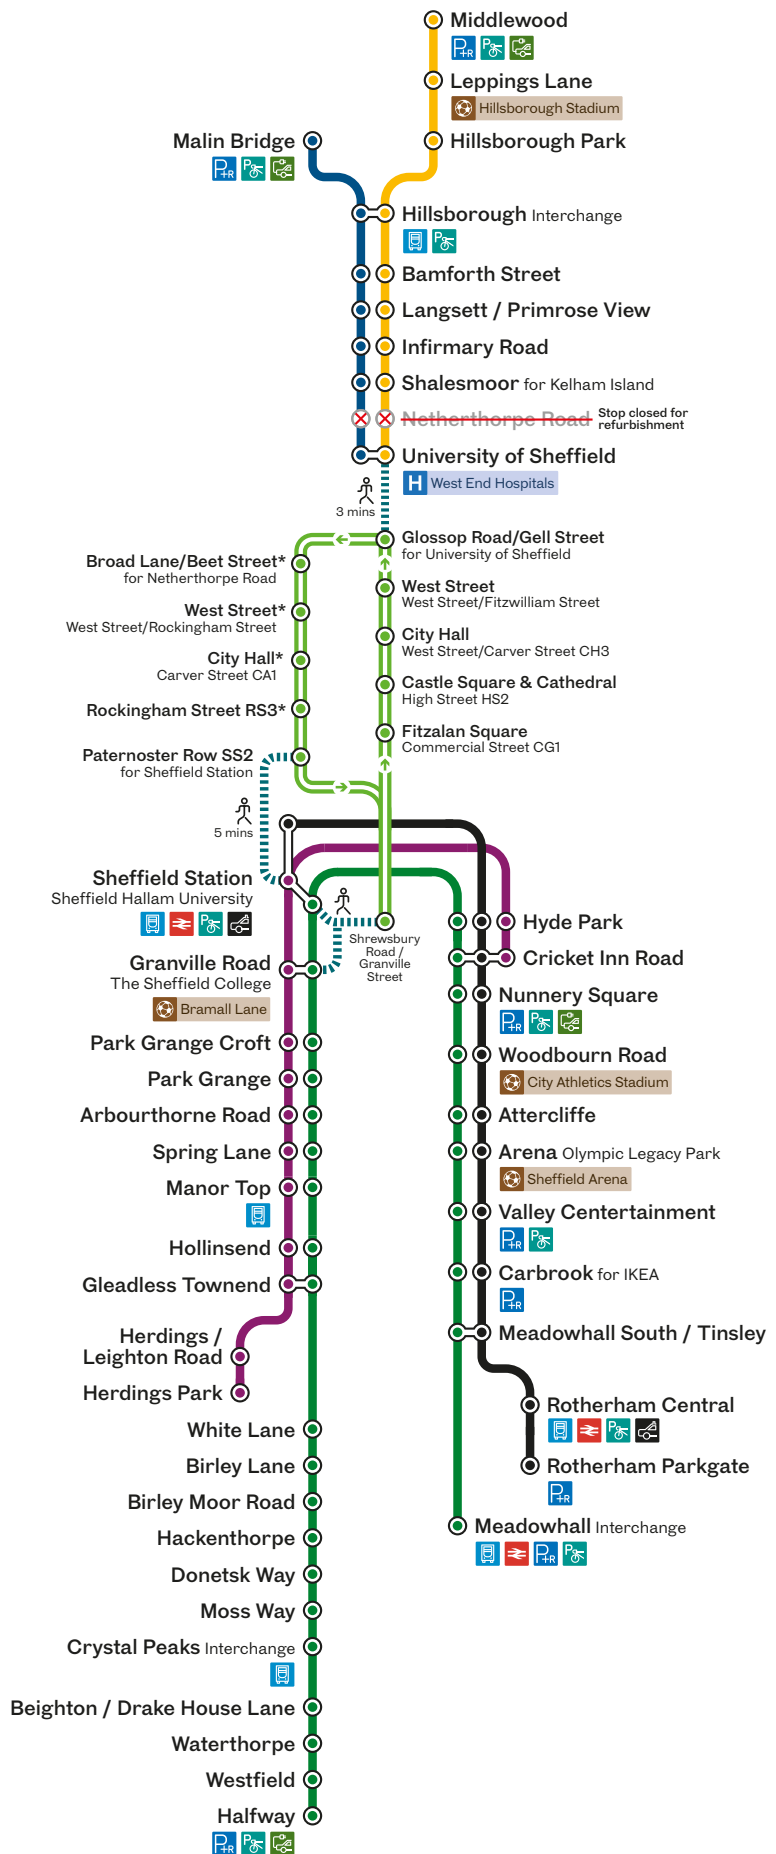 Middlewood
P+R P
Leppings Lane
Hillsborough Stadium
Malin Bridge
P+R P
Hillsborough Park
Hillsborough Interchange
P
Bamforth Street
Langsett / Primrose View
Infirmary Road
Shalesmoor for Kelham Island
Netherthorpe Road Stop closed for
refurbishment
University of Sheffield
H West End Hospitals
3 mins
Glossop Road/Gell Street
for University of Sheffield
Broad Lane/Beet Street*
for Netherthorpe Road
West Street
West Street/Fitzwilliam Street
West Street*
West Street/Rockingham Street
City Hall
West Street/Carver Street CH3
City Hall*
Carver Street CA1
Castle Square & Cathedral
High Street HS2
Rockingham Street RS3*
Fitzalan Square
Commercial Street CG1
Paternoster Row SS2
for Sheffield Station
5 mins
Sheffield Station
Sheffield Hallam University
P
Shrewsbury
Road /
Granville
Street
Hyde Park
Cricket Inn Road
Granville Road
The Sheffield College
Bramall Lane
Nunnery Square
P+R P
Park Grange Croft
Woodbourn Road
City Athletics Stadium
Park Grange
Arbourthorne Road
Attercliffe
Spring Lane
Arena Olympic Legacy Park
Sheffield Arena
Manor Top
Valley Centertainment
P+R P
Hollinsend
Carbrook for IKEA
P+R
Gleadless Townend
Meadowhall South / Tinsley
Herdings /
Leighton Road
Herdings Park
Rotherham Central
P
White Lane
Birley Lane
Rotherham Parkgate
P+R
Birley Moor Road
Meadowhall Interchange
P+R P
Hackenthorpe
Donetsk Way
Moss Way
Crystal Peaks Interchange
Beighton / Drake House Lane
Waterthorpe
Westfield
Halfway
P+R P